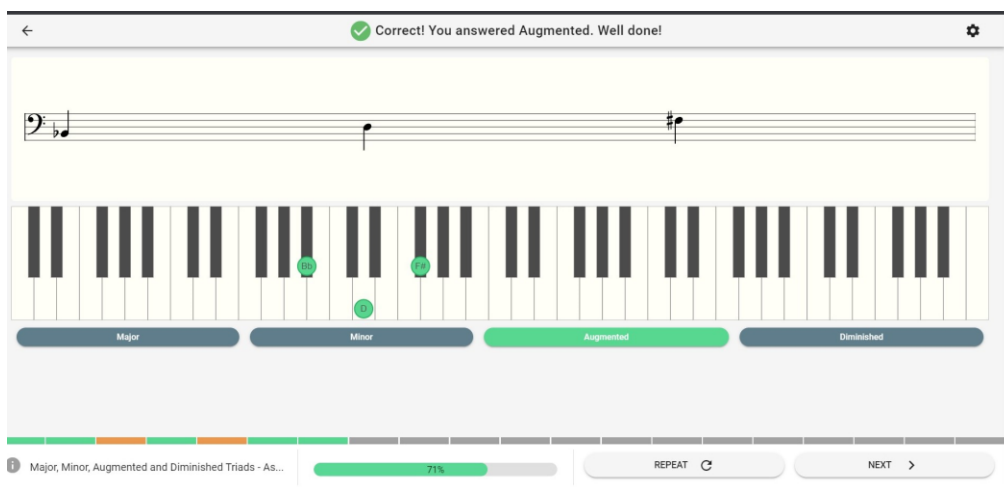 Correct! You answered Augmented. Well done!
Bb
F#
D
Major
Minor
Augmented
Diminished
Major, Minor, Augmented and Diminished Triads - As...
71%
REPEAT
NEXT